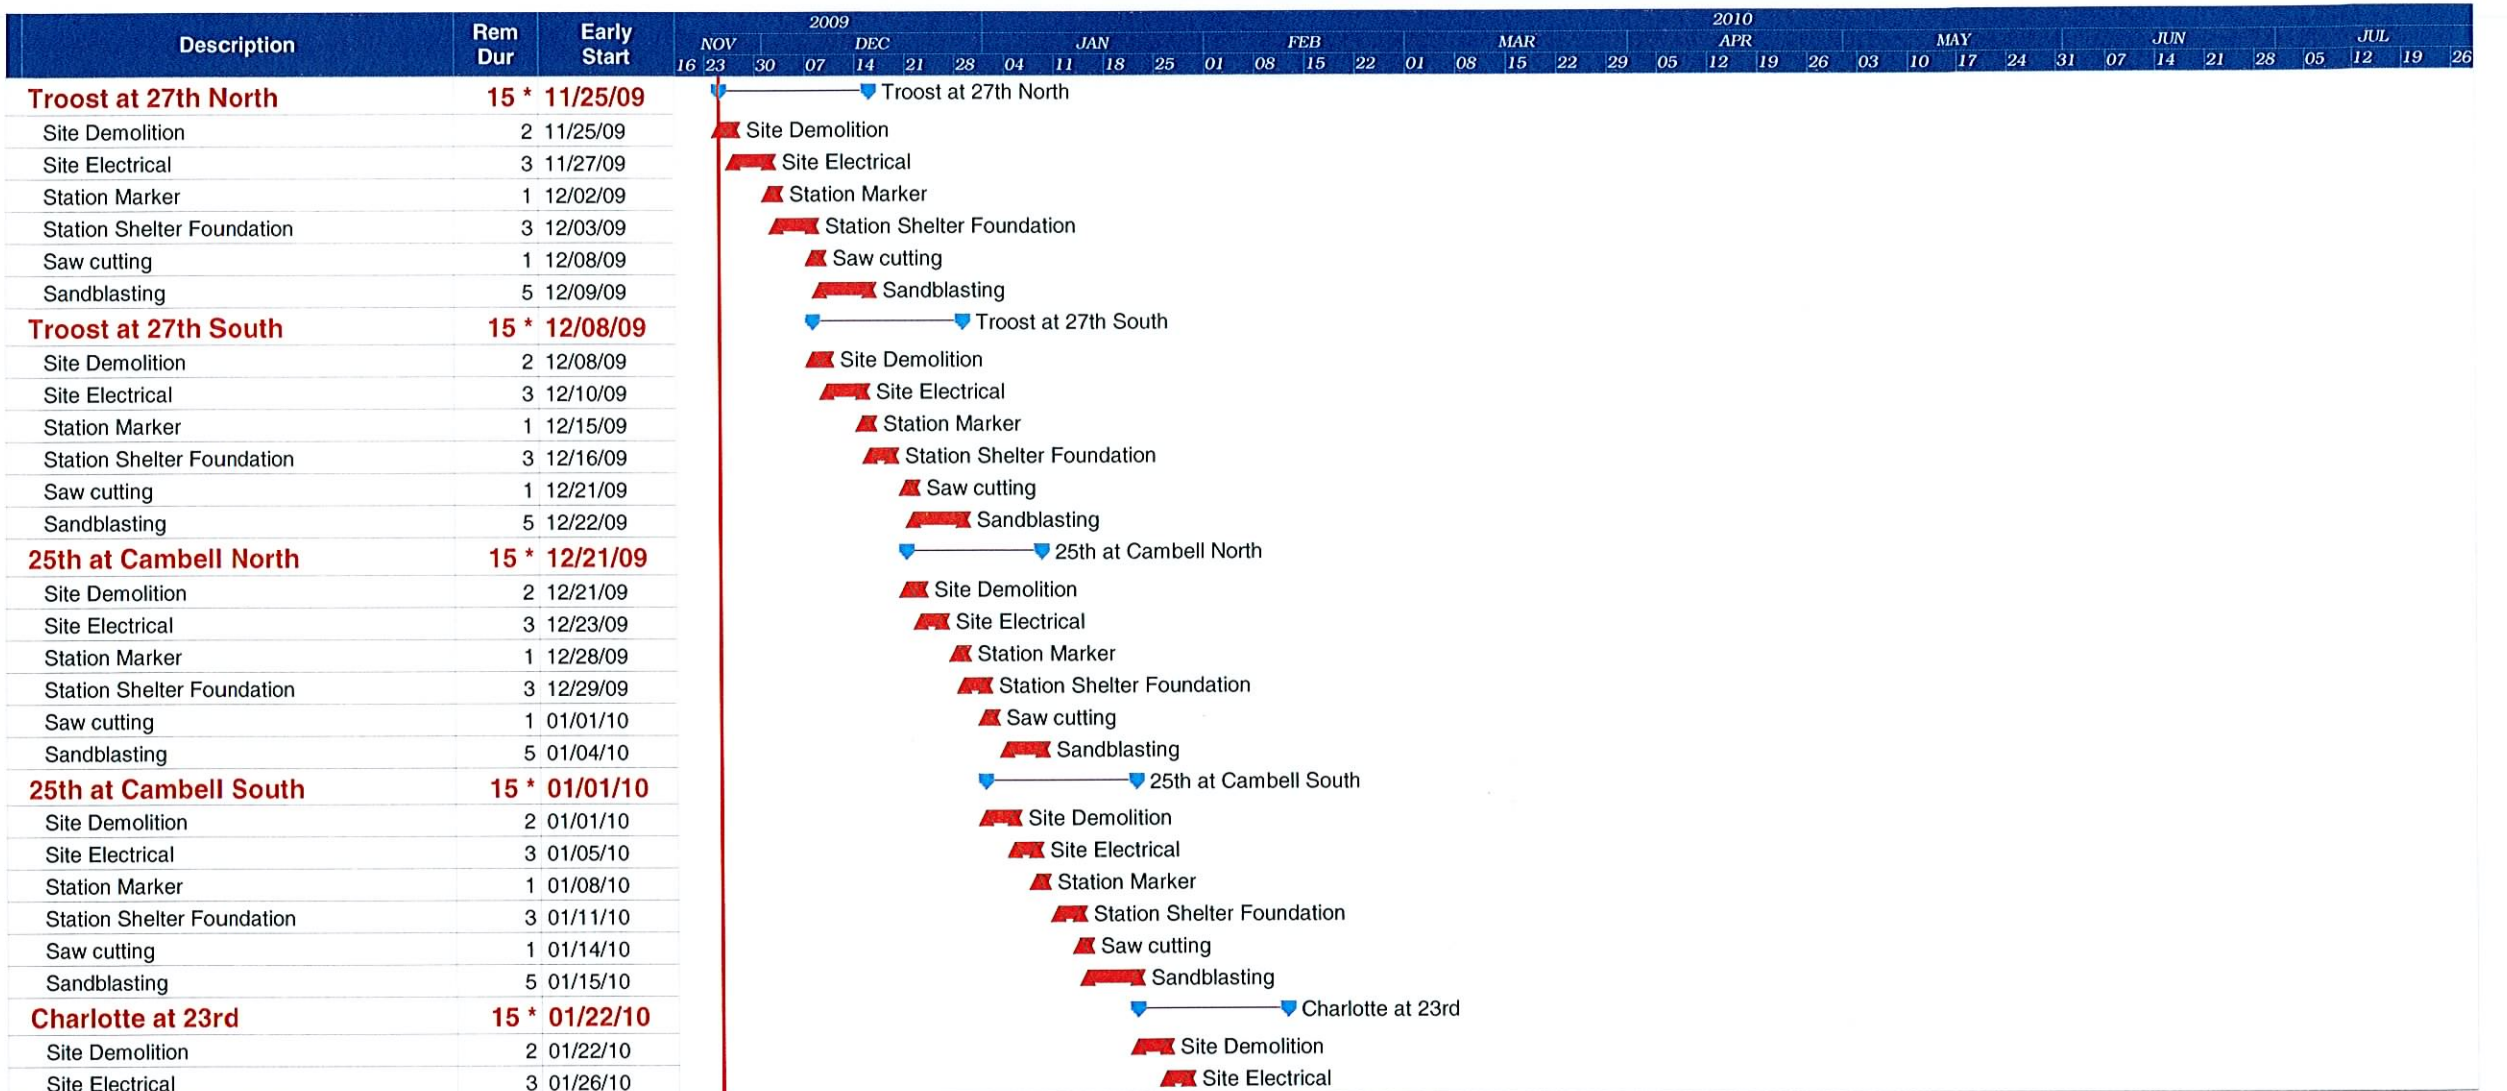 2009 2010
Description Rem Dur Early Start NOV DEC JAN FEB MAR APR MAY JUN JUL
16 23 30 07 14 21 28 04 11 18 25 01 08 15 22 01 08 15 22 29 05 12 19 26 03 10 17 24 31 07 14 21 28 05 12 19 26
Troost at 27th North 15 * 11/25/09 Troost at 27th North
Site Demolition 2 11/25/09 Site Demolition
Site Electrical 3 11/27/09 Site Electrical
Station Marker 1 12/02/09 Station Marker
Station Shelter Foundation 3 12/03/09 Station Shelter Foundation
Saw cutting 1 12/08/09 Saw cutting
Sandblasting 5 12/09/09 Sandblasting
Troost at 27th South 15 * 12/08/09 Troost at 27th South
Site Demolition 2 12/08/09 Site Demolition
Site Electrical 3 12/10/09 Site Electrical
Station Marker 1 12/15/09 Station Marker
Station Shelter Foundation 3 12/16/09 Station Shelter Foundation
Saw cutting 1 12/21/09 Saw cutting
Sandblasting 5 12/22/09 Sandblasting
25th at Cambell North 15 * 12/21/09 25th at Cambell North
Site Demolition 2 12/21/09 Site Demolition
Site Electrical 3 12/23/09 Site Electrical
Station Marker 1 12/28/09 Station Marker
Station Shelter Foundation 3 12/29/09 Station Shelter Foundation
Saw cutting 1 01/01/10 Saw cutting
Sandblasting 5 01/04/10 Sandblasting
25th at Cambell South 15 * 01/01/10 25th at Cambell South
Site Demolition 2 01/01/10 Site Demolition
Site Electrical 3 01/05/10 Site Electrical
Station Marker 1 01/08/10 Station Marker
Station Shelter Foundation 3 01/11/10 Station Shelter Foundation
Saw cutting 1 01/14/10 Saw cutting
Sandblasting 5 01/15/10 Sandblasting
Charlotte at 23rd 15 * 01/22/10 Charlotte at 23rd
Site Demolition 2 01/22/10 Site Demolition
Site Electrical 3 01/26/10 Site Electrical